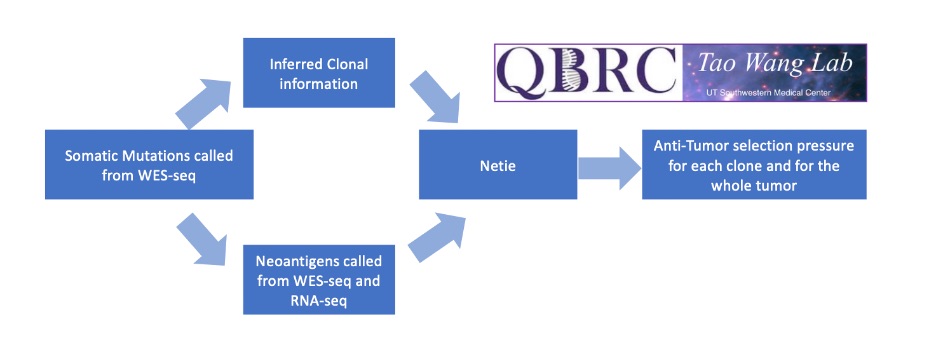 Inferred Clonal
information
QBRC
Tao Wang Lab
UT Southwestern Medical Center
Somatic Mutations called
from WES-seq
Netie
Anti-Tumor selection pressure
for each clone and for the
whole tumor
Neoantigens called
from WES-seq and
RNA-seq